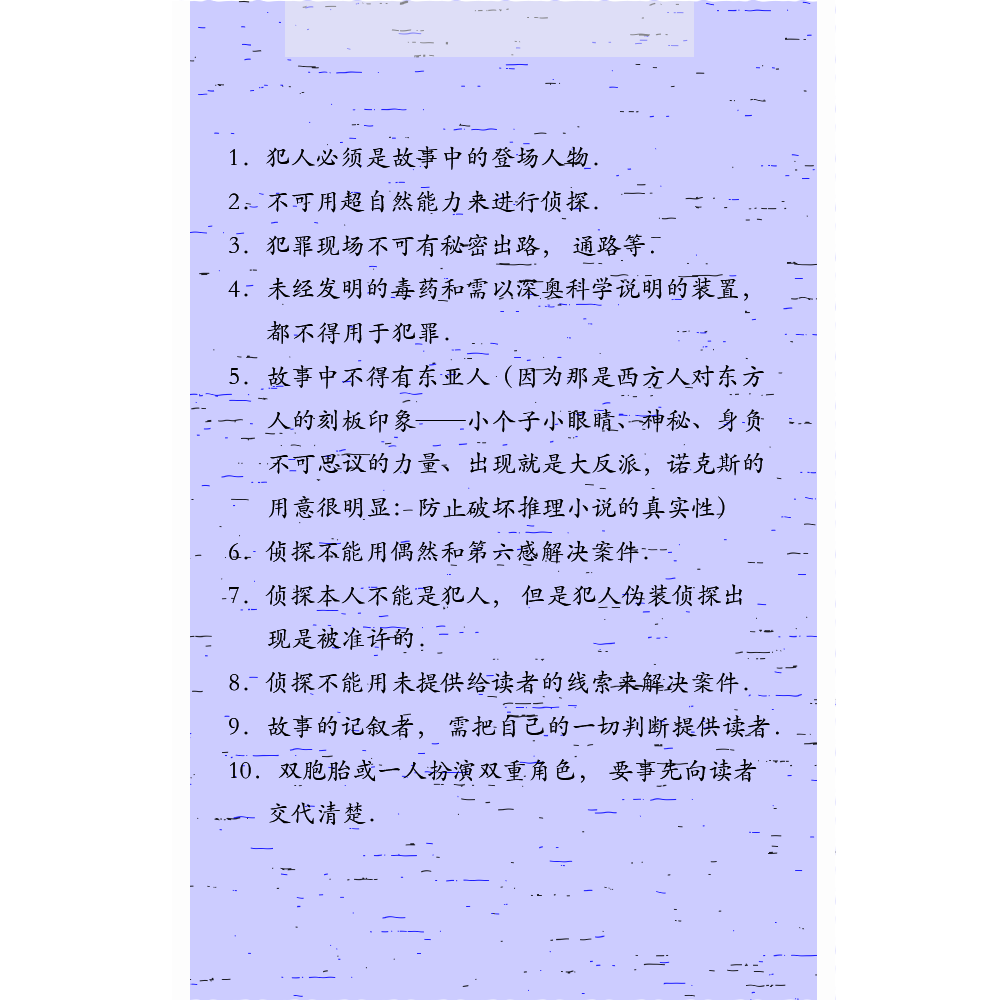 1. 犯人必须是故事中的登场人物.
2. 不可用超自然能力来进行侦探.
3. 犯罪现场不可有秘密出路， 通路等.
4. 未经发明的毒药和需以深奥科学说明的装置，
都不得用于犯罪.
5. 故事中不得有东亚人（因为那是西方人对东方
人的刻板印象——小个子小眼睛、神秘、身负
不可思议的力量、出现就是大反派，诺克斯的
用意很明显: 防止破坏推理小说的真实性）
6. 侦探不能用偶然和第六感解决案件.
7. 侦探本人不能是犯人， 但是犯人伪装侦探出
现是被准许的.
8. 侦探不能用未提供给读者的线索来解决案件.
9. 故事的记叙者， 需把自己的一切判断提供读者.
10. 双胞胎或一人扮演双重角色， 要事先向读者
交代清楚.